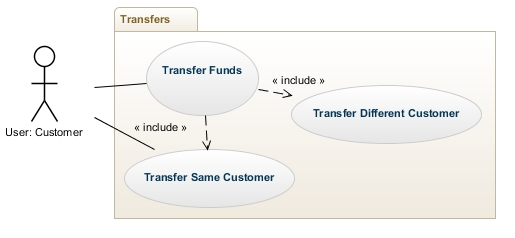 Transfers
Transfer Funds
« include »
Transfer Different Customer
User: Customer
« include »
Transfer Same Customer